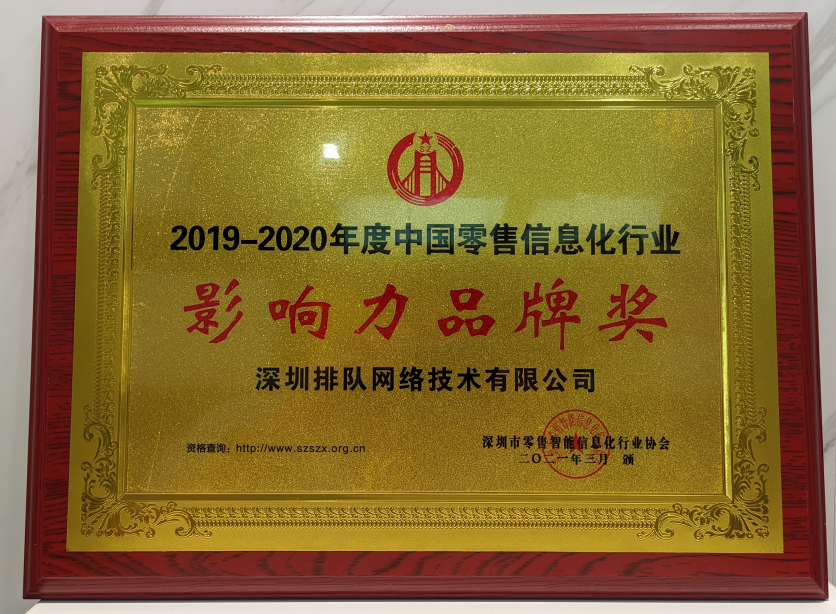 SZ
2019-2020年度中国零售信息化行业
影响力品牌奖
深圳排队网络技术有限公司
资格查询：http://www.szszx.org.cn
深圳市零售智能信息化行业协会
二〇二一年三月 颁